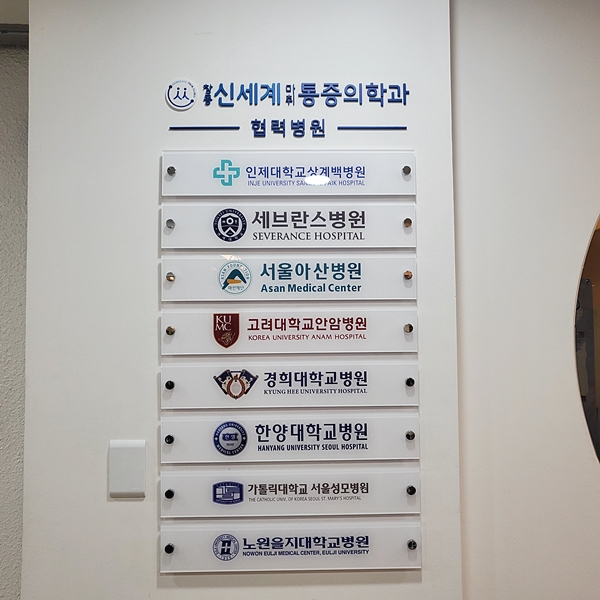 창동 신세계 마취 통증의학과
협력병원
인제대학교상계백병원
INJE UNIVERSITY SANGGYE PAIK HOSPITAL
세브란스병원
SEVERANCE HOSPITAL
서울아산병원
Asan Medical Center
KU
MC
고려대학교안암병원
KOREA UNIVERSITY ANAM HOSPITAL
경희대학교병원
KYUNG HEE UNIVERSITY HOSPITAL
한양대학교병원
HANYANG UNIVERSITY SEOUL HOSPITAL
가톨릭대학교 서울성모병원
THE CATHOLIC UNIV. OF KOREA SEOUL ST. MARY'S HOSPITAL
노원을지대학교병원
NOWON EULJI MEDICAL CENTER, EULJI UNIVERSITY